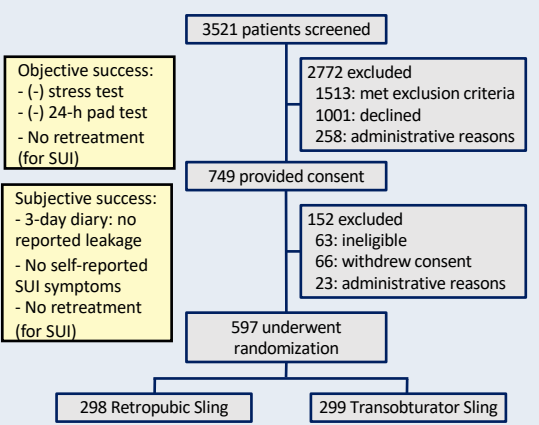 3521 patients screened
Objective success:
- (-) stress test
- (-) 24-h pad test
- No retreatment
(for SUI)
2772 excluded
1513: met exclusion criteria
1001: declined
258: administrative reasons
749 provided consent
Subjective success:
- 3-day diary: no
reported leakage
- No self-reported
SUI symptoms
- No retreatment
(for SUI)
152 excluded
63: ineligible
66: withdrew consent
23: administrative reasons
597 underwent
randomization
298 Retropubic Sling
299 Transobturator Sling